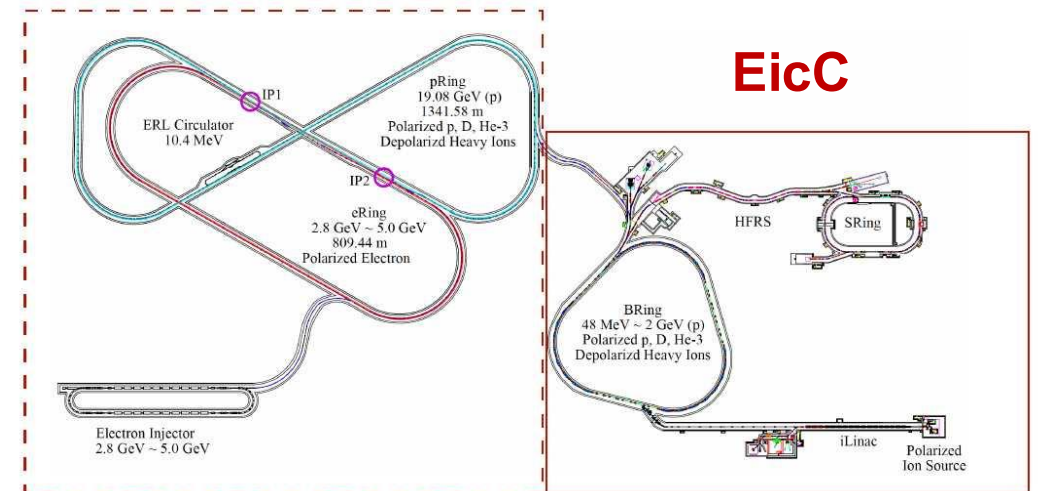 EicC
IP1
pRing
19.08 GeV (p)
1341.58 m
Polarized p, D, He-3
Depolarizd Heavy Ions
ERL Circulator
10.4 MeV
IP2
eRing
2.8 GeV ~ 5.0 GeV
809.44 m
Polarized Electron
HFRS
SRing
BRing
48 MeV ~ 2 GeV (p)
Polarized p, D, He-3
Depolarizd Heavy Ions
Electron Injector
2.8 GeV ~ 5.0 GeV
iLinac
Polarized
Ion Source